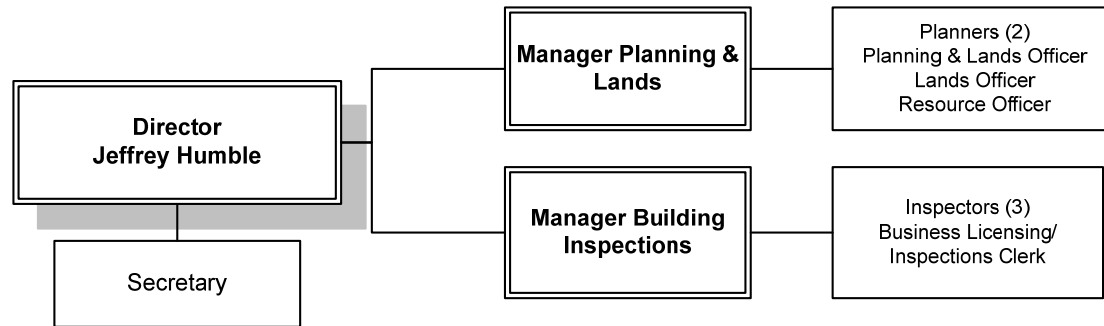 Director
Jeffrey Humble
Secretary
Manager Planning &
Lands
Planners (2)
Planning & Lands Officer
Lands Officer
Resource Officer
Manager Building
Inspections
Inspectors (3)
Business Licensing/
Inspections Clerk